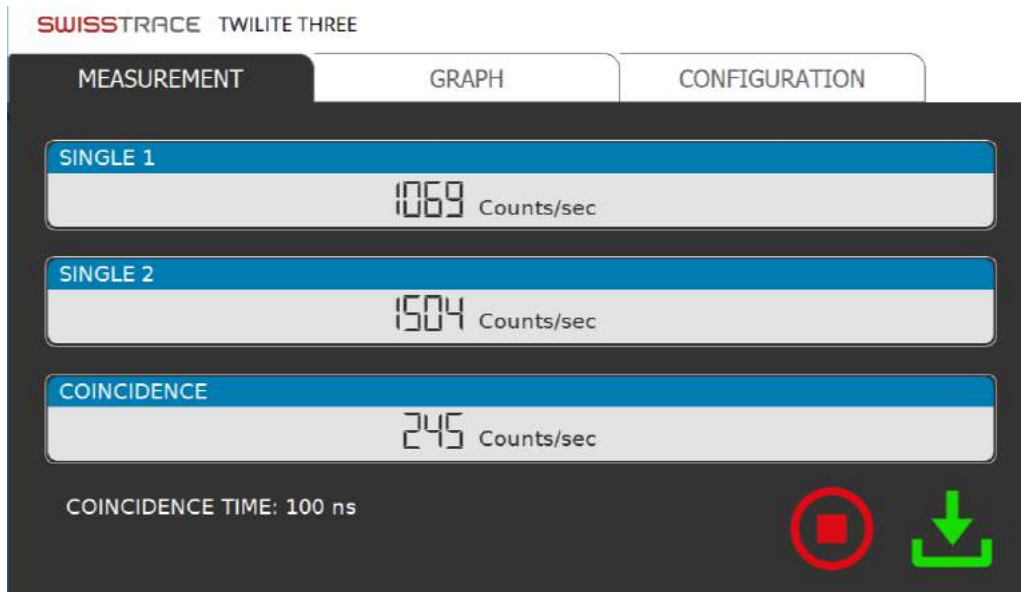 SWISSTRACE TWILITE THREE
MEASUREMENT GRAPH CONFIGURATION
SINGLE 1
1069 Counts/sec
SINGLE 2
1504 Counts/sec
COINCIDENCE
245 Counts/sec
COINCIDENCE TIME: 100 ns